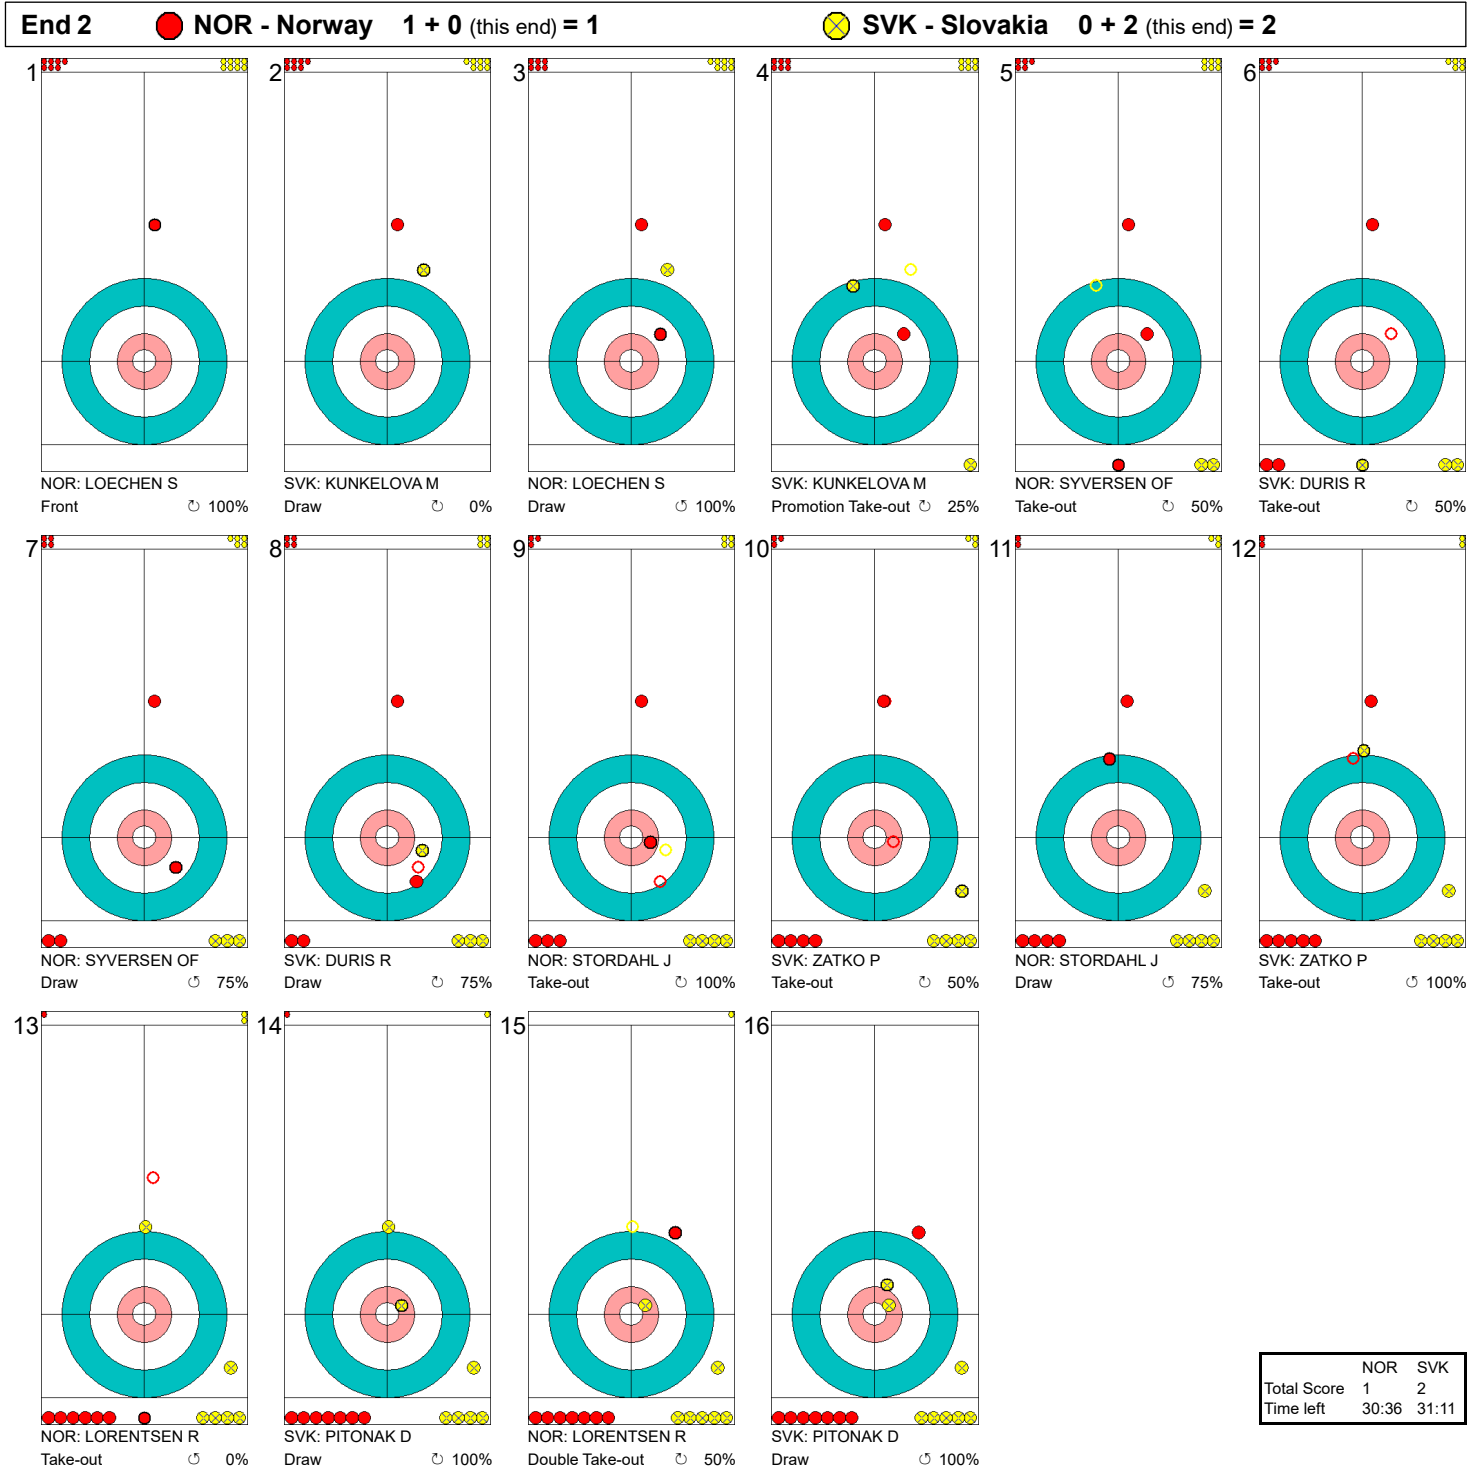 End 2 NOR - Norway 1 + 0 (this end) = 1 SVK - Slovakia 0 + 2 (this end) = 2
1 2 3 4 5 6
NOR: LOECHEN S SVK: KUNKELOVA M NOR: LOECHEN S SVK: KUNKELOVA M NOR: SYVERSEN OF SVK: DURIS R
Front ↻ 100% Draw ↻ 0% Draw ↺ 100% Promotion Take-out ↻ 25% Take-out ↻ 50% Take-out ↻ 50%
7 8 9 10 11 12
NOR: SYVERSEN OF SVK: DURIS R NOR: STORDAHL J SVK: ZATKO P NOR: STORDAHL J SVK: ZATKO P
Draw ↺ 75% Draw ↺ 75% Take-out ↻ 100% Take-out ↻ 50% Draw ↺ 75% Take-out ↺ 100%
13 14 15 16
NOR: LORENTSEN R SVK: PITONAK D NOR: LORENTSEN R SVK: PITONAK D
Take-out ↺ 0% Draw ↺ 100% Double Take-out ↻ 50% Draw ↺ 100%
NOR SVK
Total Score 1 2
Time left 30:36 31:11